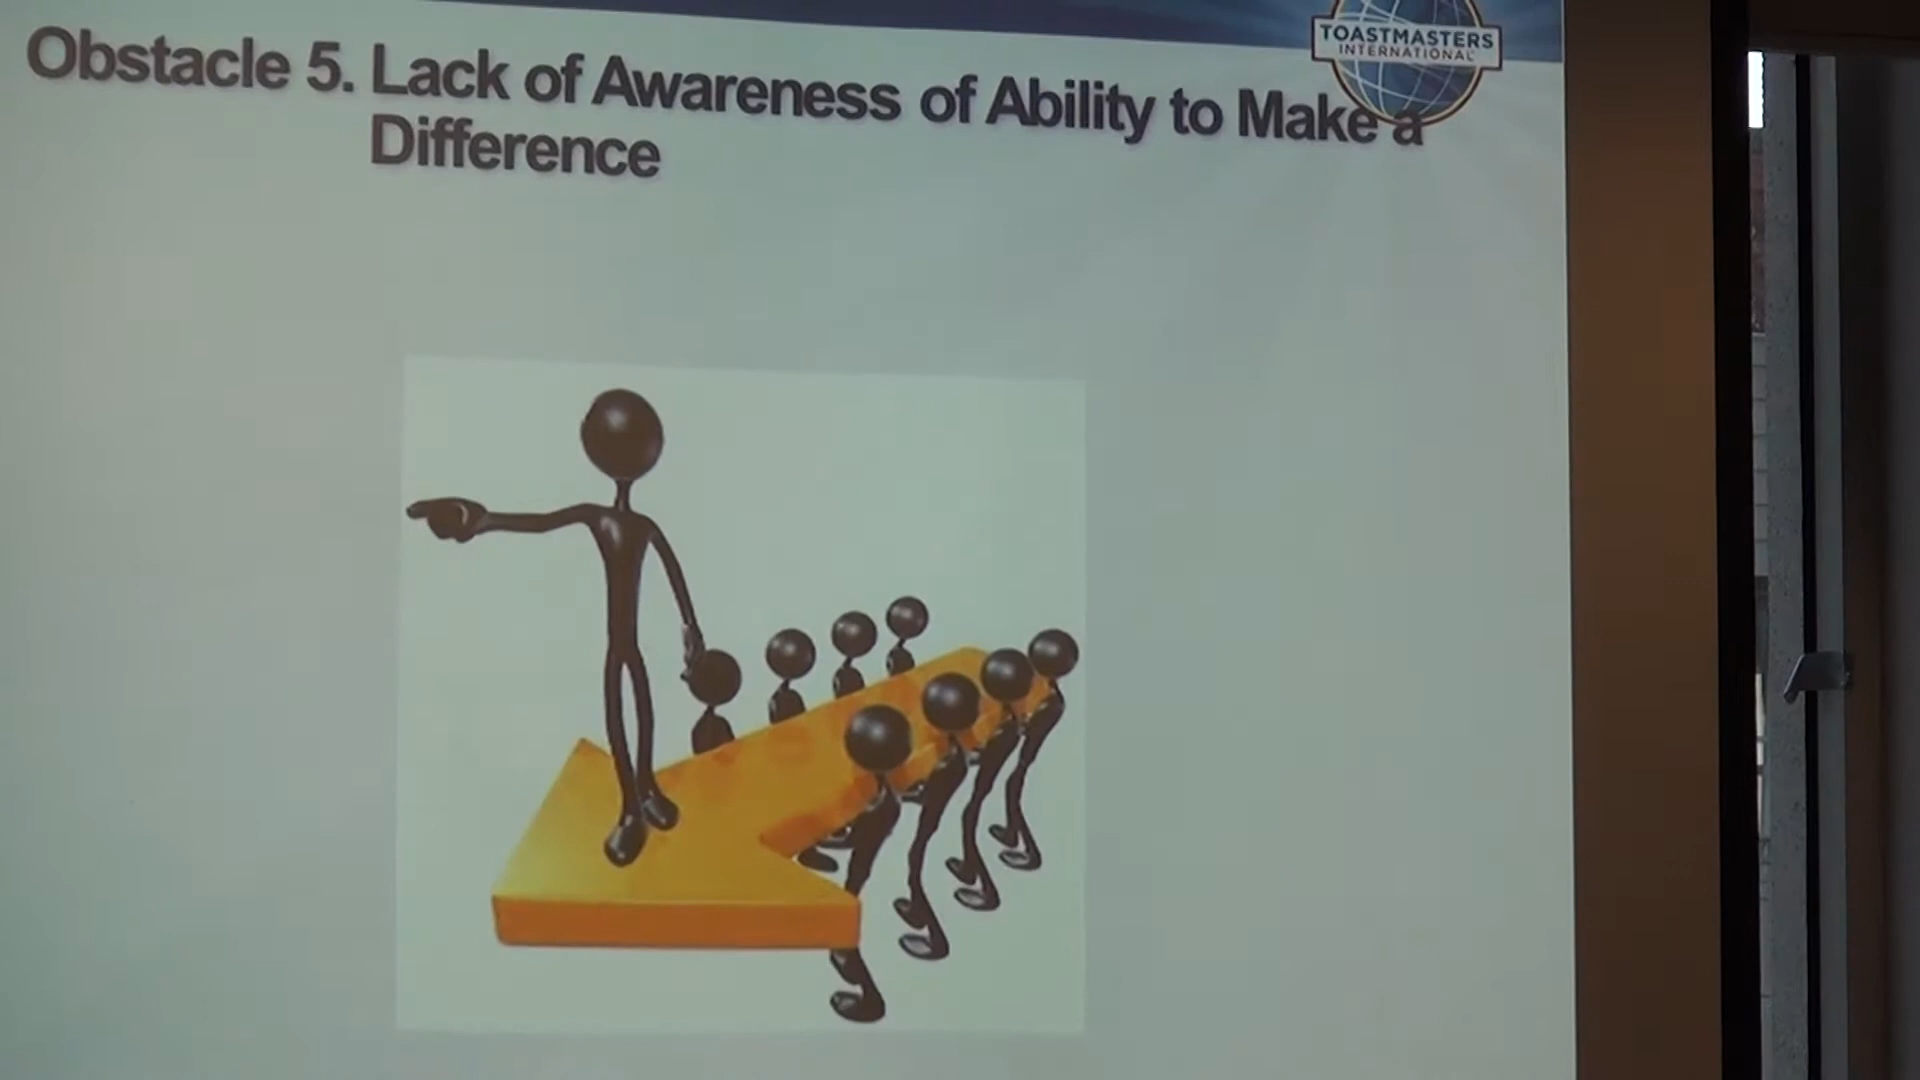 TOASTMASTERS
INTERNATIONAL
Obstacle 5. Lack of Awareness of Ability to Make a
Difference